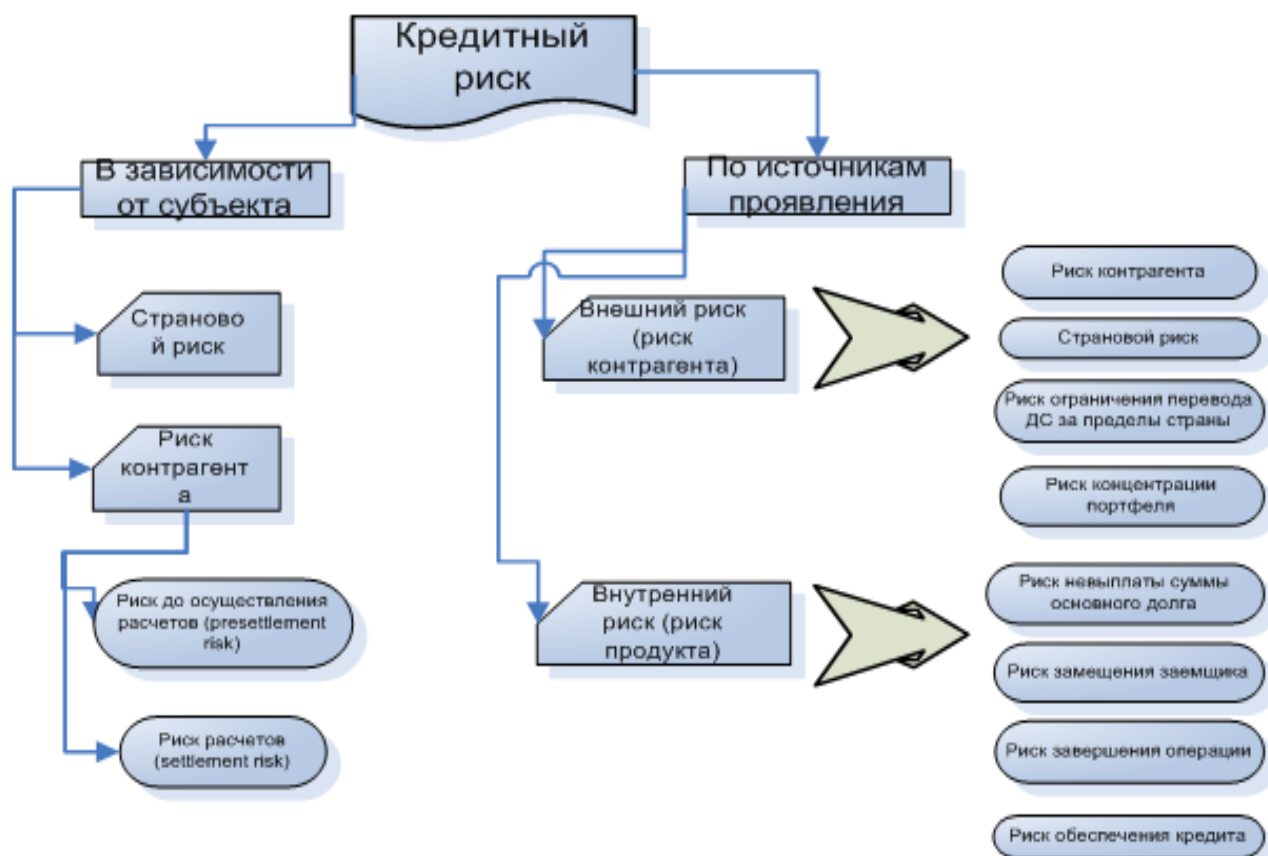 Кредитный
риск
В зависимости
от субъекта
По источникам
проявления
Страново
й риск
Риск
контрагент
а
Риск до осуществления
расчетов (presettlement
risk)
Риск расчетов
(settlement risk)
Внешний риск
(риск
контрагента)
Внутренний
риск (риск
продукта)
Риск контрагента
Страновой риск
Риск ограничения перевода
ДС за пределы страны
Риск концентрации
портфеля
Риск невыплаты суммы
основного долга
Риск замещения заемщика
Риск завершения операции
Риск обеспечения кредита